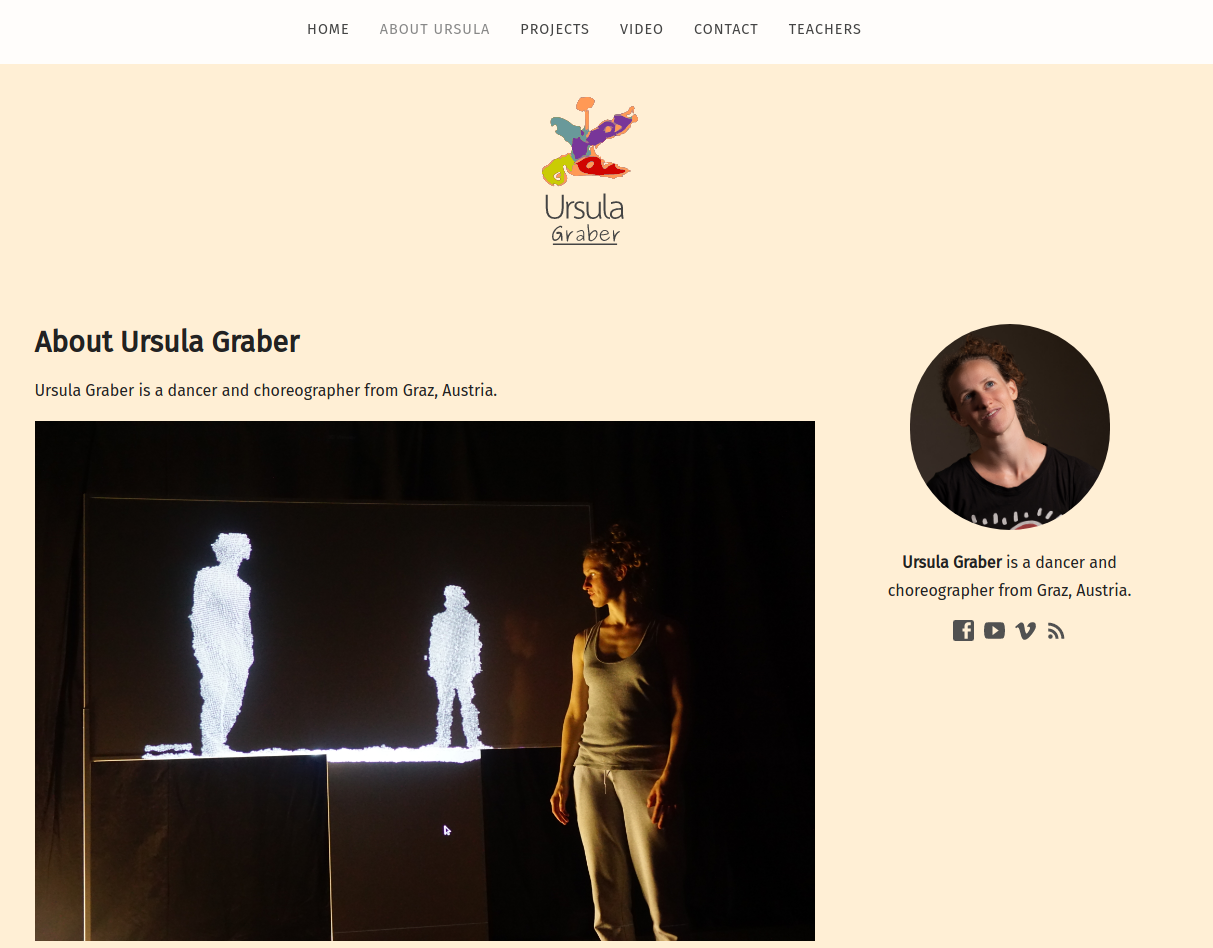 HOME ABOUT URSULA PROJECTS VIDEO CONTACT TEACHERS
Ursula
Graber
About Ursula Graber
Ursula Graber is a dancer and choreographer from Graz, Austria.
Ursula Graber is a dancer and
choreographer from Graz, Austria.